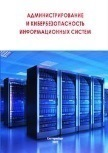 АДМИНИСТРИРОВАНИЕ
И КИБЕРБЕЗОПАСНОСТЬ
ИНФОРМАЦИОННЫХ СИСТЕМ